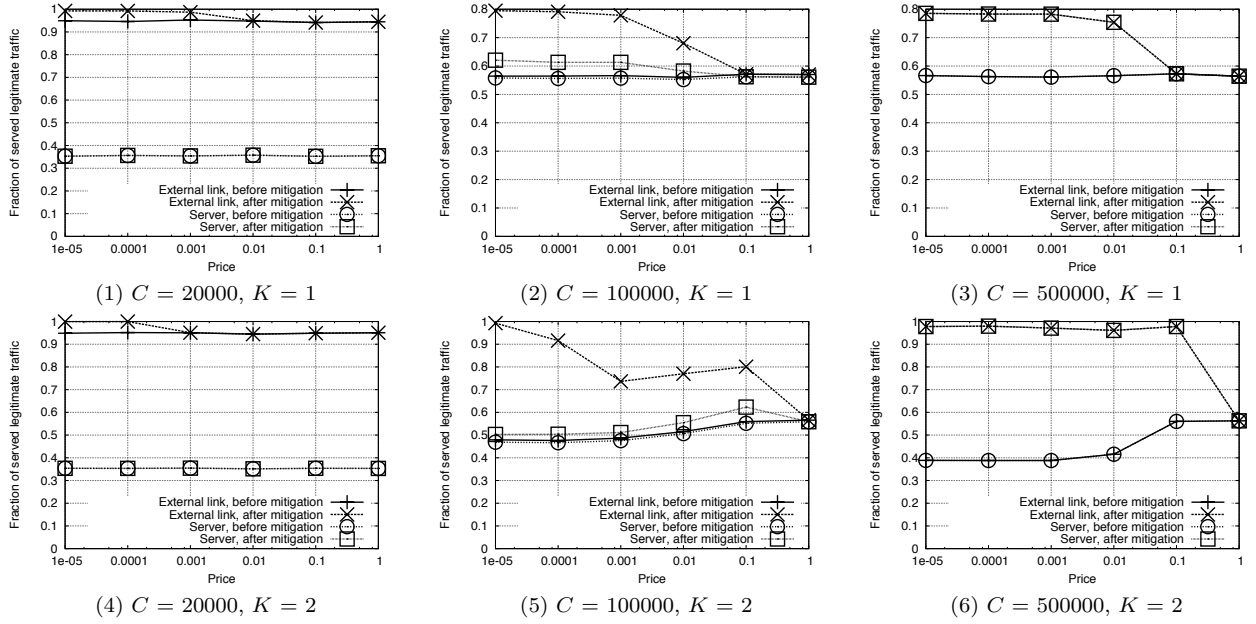 Fraction of served legitimate traffic
1
0.9
0.8
0.7
0.6
0.5
0.4
0.3
0.2
0.1
0
External link, before mitigation
External link, after mitigation
Server, before mitigation
Server, after mitigation
1e-05 0.0001 0.001 0.01 0.1 1
Price
(1) C = 20000, K = 1
Fraction of served legitimate traffic
0.8
0.7
0.6
0.5
0.4
0.3
0.2
0.1
0
External link, before mitigation
External link, after mitigation
Server, before mitigation
Server, after mitigation
1e-05 0.0001 0.001 0.01 0.1 1
Price
(2) C = 100000, K = 1
Fraction of served legitimate traffic
0.8
0.7
0.6
0.5
0.4
0.3
0.2
0.1
0
External link, before mitigation
External link, after mitigation
Server, before mitigation
Server, after mitigation
1e-05 0.0001 0.001 0.01 0.1 1
Price
(3) C = 500000, K = 1
Fraction of served legitimate traffic
1
0.9
0.8
0.7
0.6
0.5
0.4
0.3
0.2
0.1
0
External link, before mitigation
External link, after mitigation
Server, before mitigation
Server, after mitigation
1e-05 0.0001 0.001 0.01 0.1 1
Price
(4) C = 20000, K = 2
Fraction of served legitimate traffic
1
0.9
0.8
0.7
0.6
0.5
0.4
0.3
0.2
0.1
0
External link, before mitigation
External link, after mitigation
Server, before mitigation
Server, after mitigation
1e-05 0.0001 0.001 0.01 0.1 1
Price
(5) C = 100000, K = 2
Fraction of served legitimate traffic
1
0.9
0.8
0.7
0.6
0.5
0.4
0.3
0.2
0.1
0
External link, before mitigation
External link, after mitigation
Server, before mitigation
Server, after mitigation
1e-05 0.0001 0.001 0.01 0.1 1
Price
(6) C = 500000, K = 2